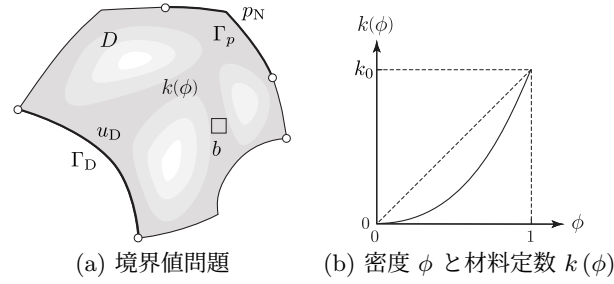 p_N
D
Γ_p
k(ϕ)
u_D
Γ_D
b
(a) 境界値問題
k(ϕ)
k_0
0
0
1
ϕ
(b) 密度 ϕ と材料定数 k (ϕ)